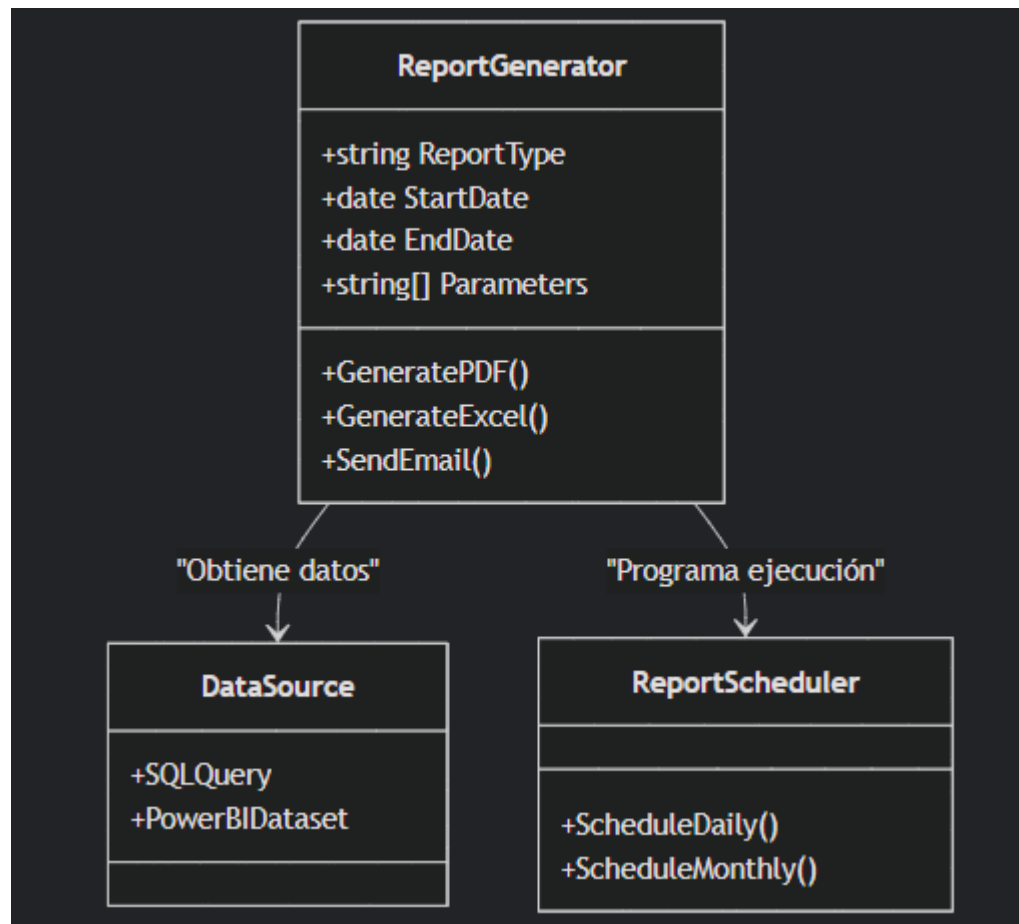 ReportGenerator
+string ReportType
+date StartDate
+date EndDate
+string[] Parameters
+GeneratePDF()
+GenerateExcel()
+SendEmail()
"Obtiene datos"
"Programa ejecución"
DataSource
+SQLQuery
+PowerBIDataset
ReportScheduler
+ScheduleDaily()
+ScheduleMonthly()